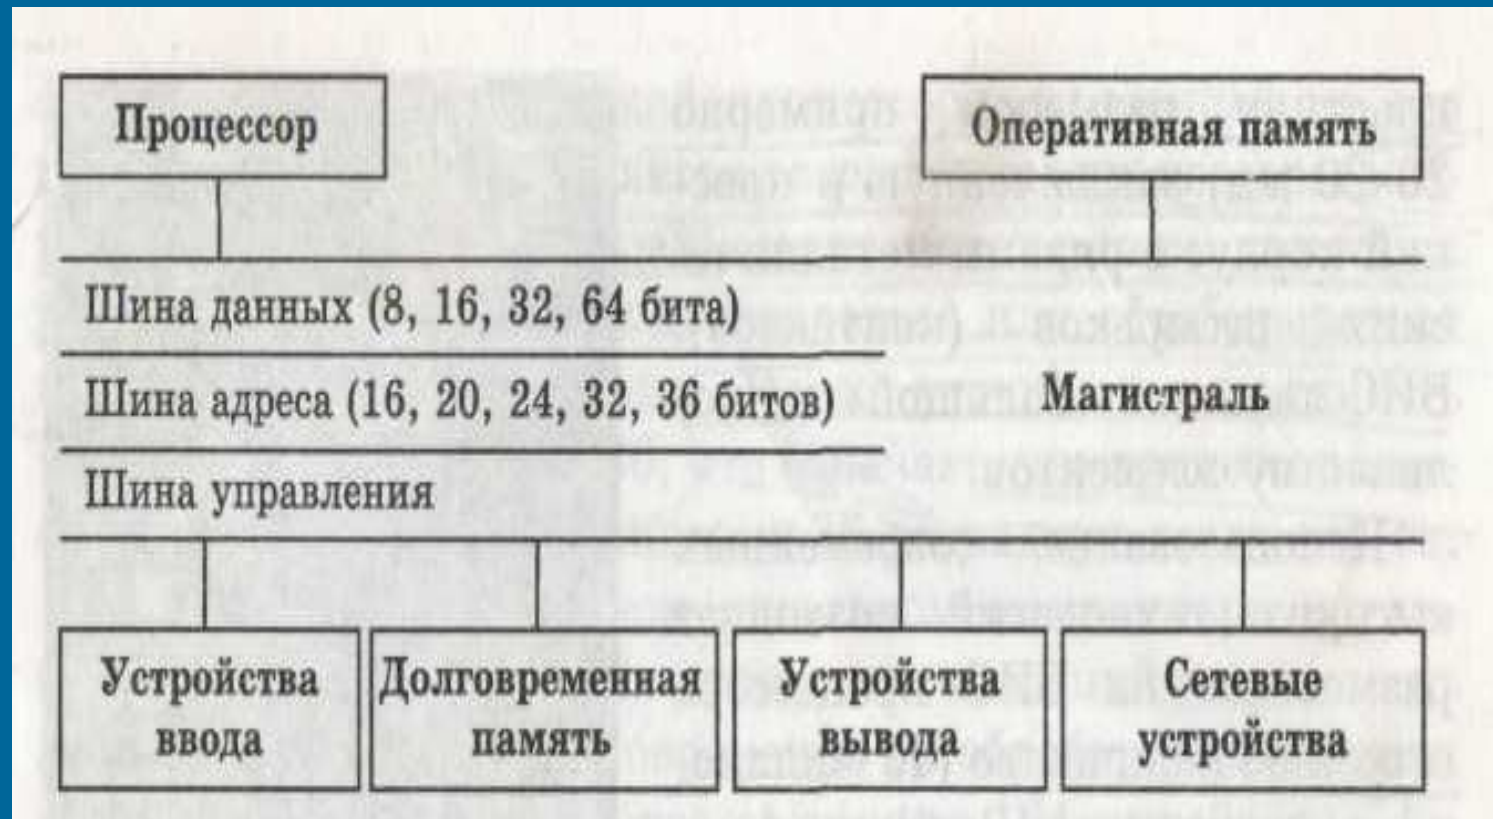 Процессор
Оперативная память
Шина данных (8, 16, 32, 64 бита)
Шина адреса (16, 20, 24, 32, 36 битов)
Магистраль
Шина управления
Устройства
ввода
Долговременная
память
Устройства
вывода
Сетевые
устройства